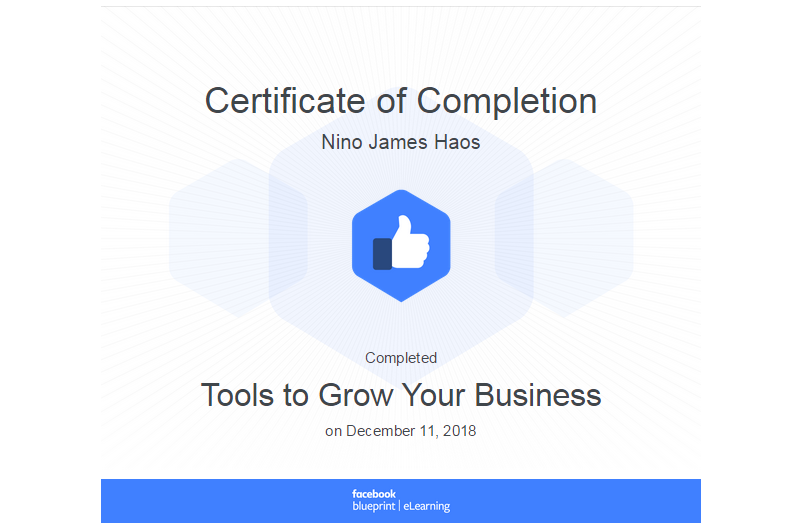 Certificate of Completion
Nino James Haos
Completed
Tools to Grow Your Business
on December 11, 2018
facebook
blueprint | eLearning